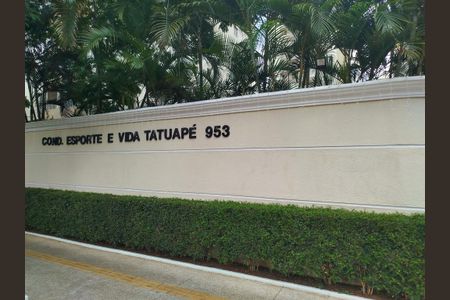 COND. ESPORTE E VIDA TATUAPÉ 953